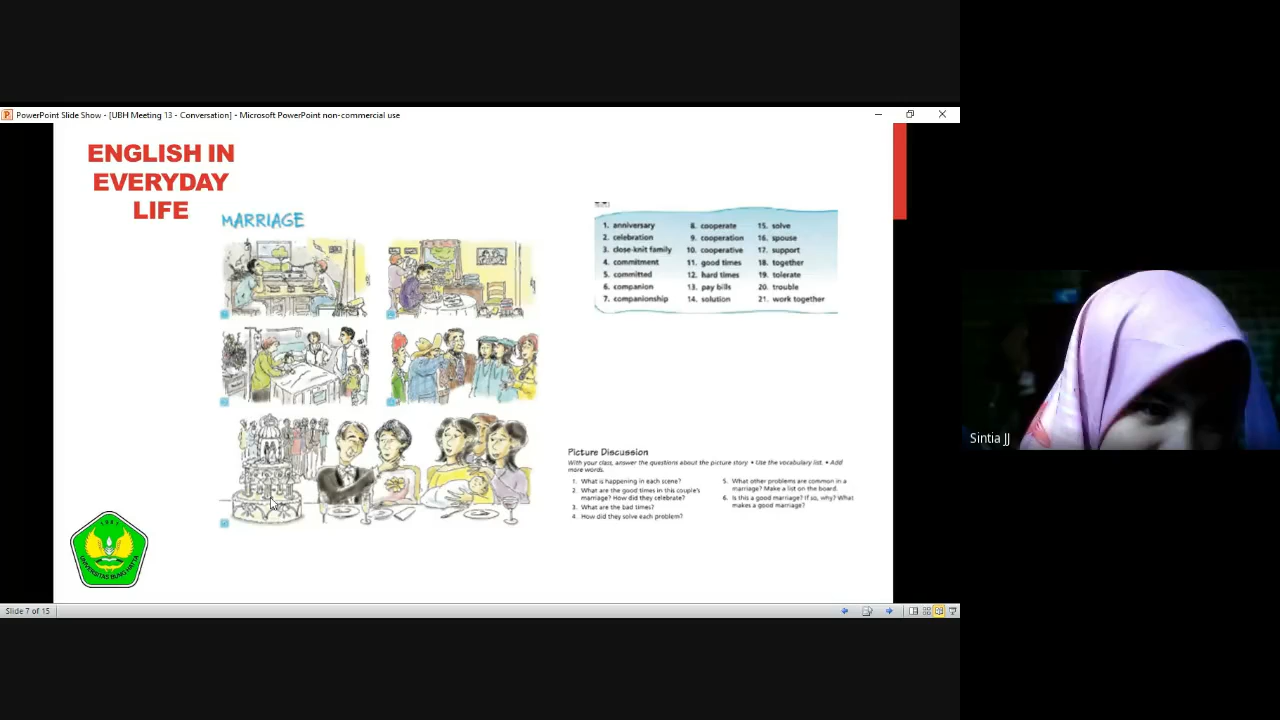 PowerPoint Slide Show - [UBH Meeting 13 - Conversation] - Microsoft PowerPoint non-commercial use
ENGLISH IN
EVERYDAY
LIFE
MARRIAGE
1. anniversary
2. celebration
3. close-knit family
4. commitment
5. committed
6. companion
7. companionship
8. cooperate
9. cooperation
10. cooperative
11. good times
12. hard times
13. pay bills
14. solution
15. solve
16. spouse
17. support
18. together
19. tolerate
20. trouble
21. work together
Picture Discussion
With your class, answer the questions about the picture story. • Use the vocabulary list. • Add
more words.
1. What is happening in each scene?
2. What are the good times in this couple's
marriage? How did they celebrate?
3. What are the bad times?
4. How did they solve each problem?
5. What other problems are common in a
marriage? Make a list on the board.
6. Is this a good marriage? If so, why? What
makes a good marriage?
1981
UNIVERSITAS BUNG HATTA
Slide 7 of 15
Sintia JJ